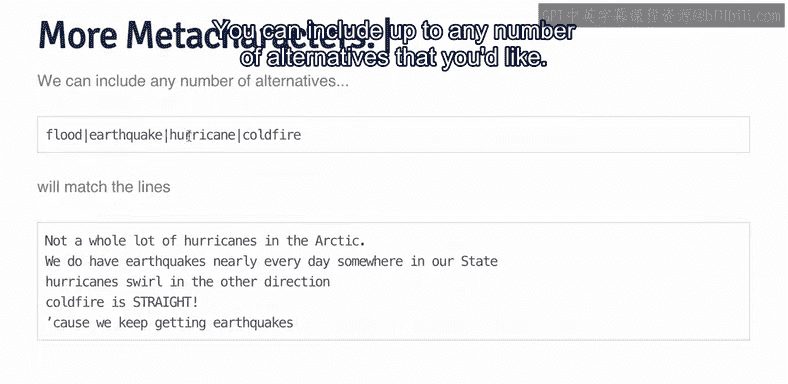 More Metacharacters: |
You can include up to any number
of alternatives that you'd like.
We can include any number of alternatives...
flood|earthquake|hurricane|coldfire
will match the lines
Not a whole lot of hurricanes in the Arctic.
We do have earthquakes nearly every day somewhere in our State
hurricanes swirl in the other direction
coldfire is STRAIGHT!
’cause we keep getting earthquakes